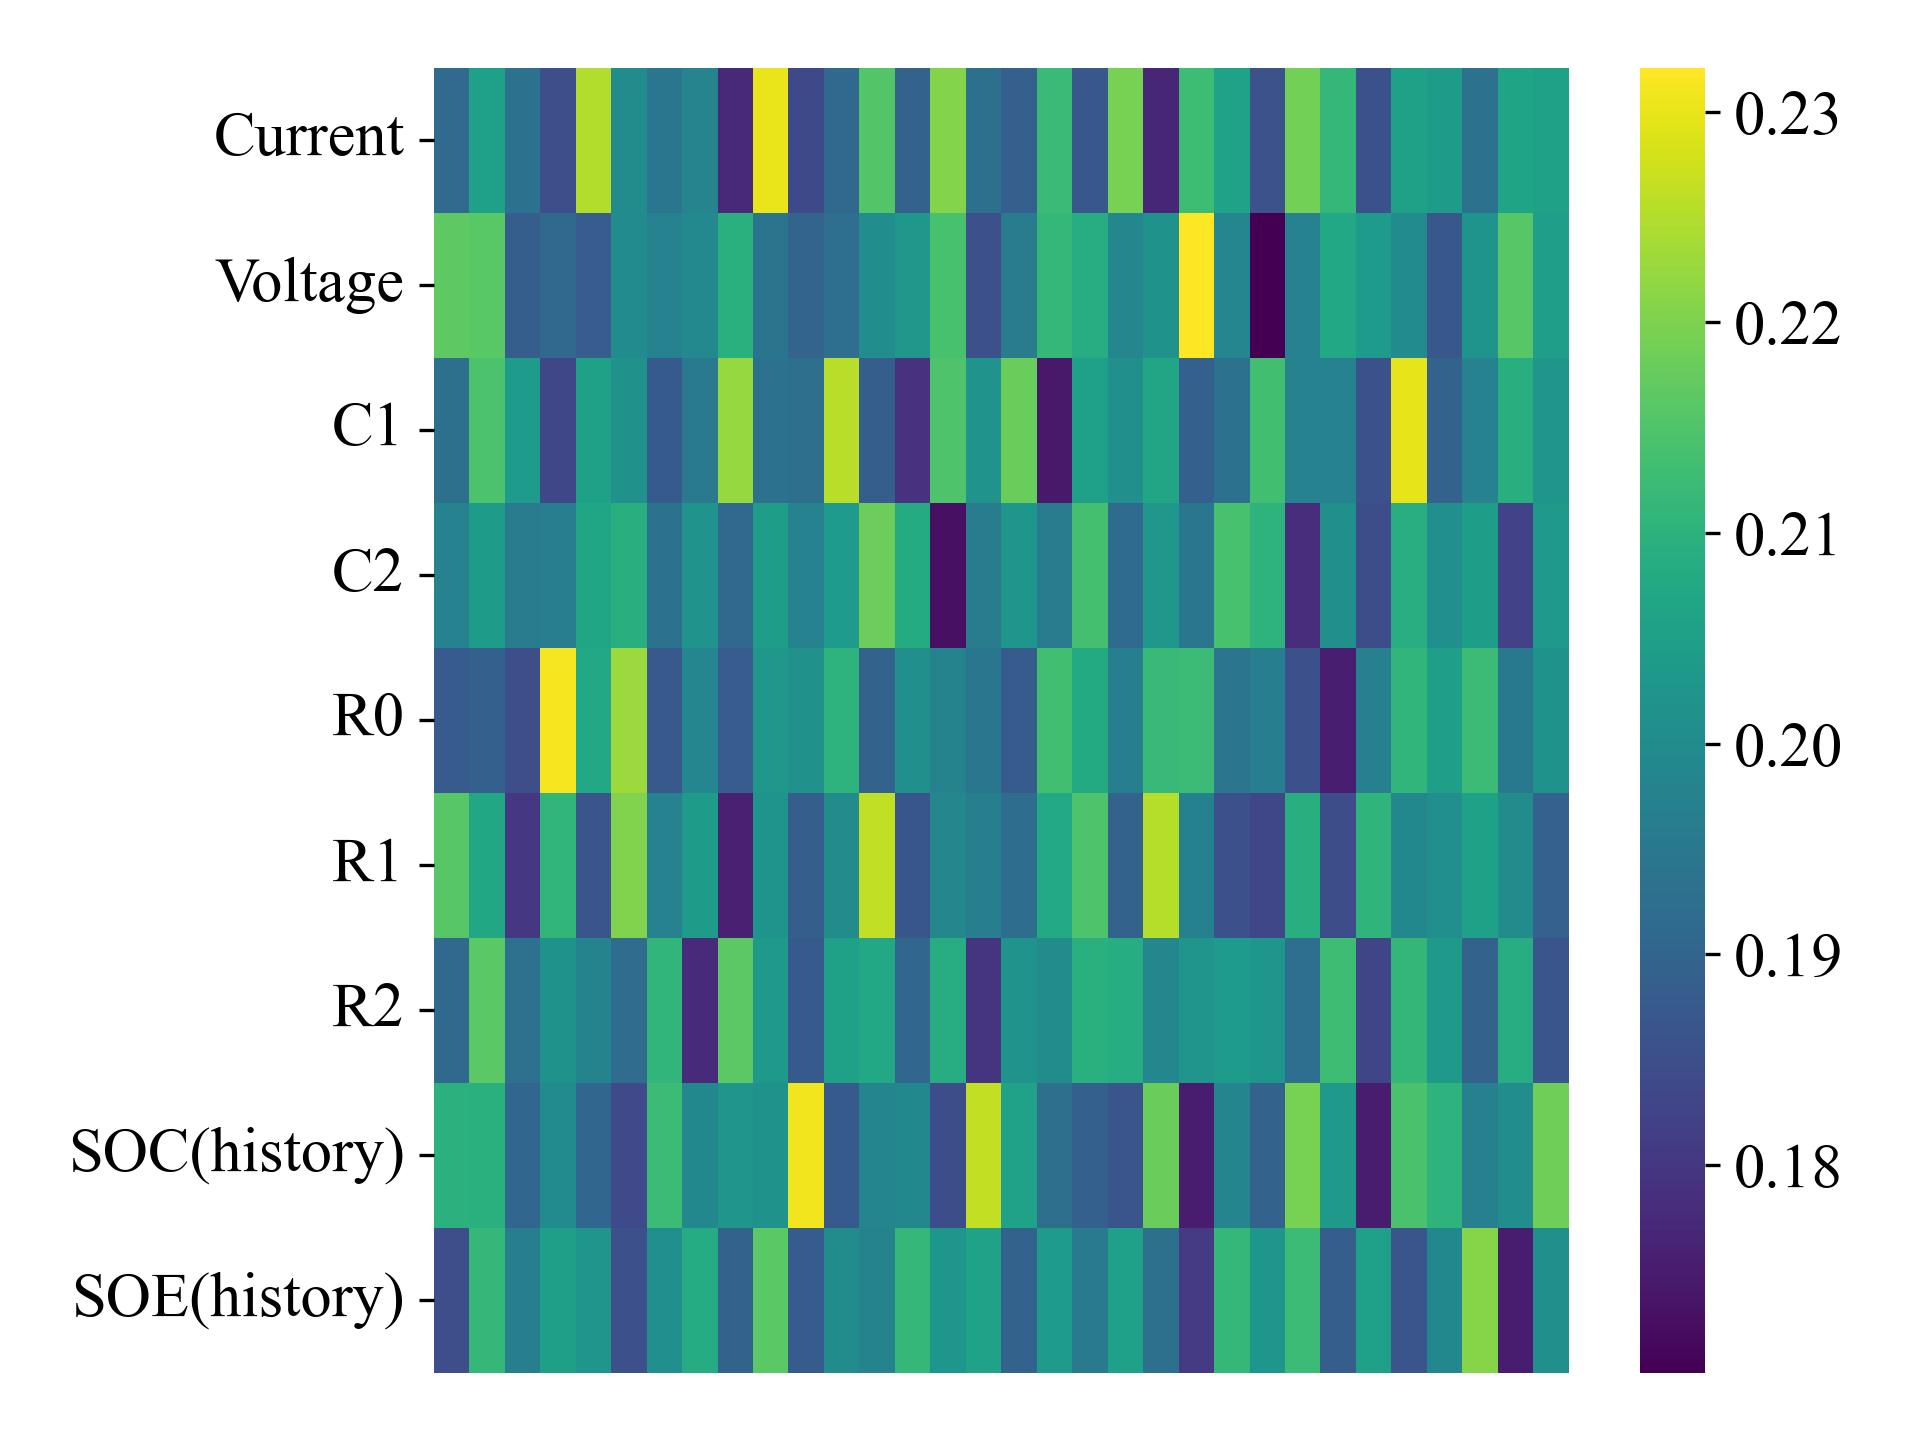 Current
Voltage
C1
C2
R0
R1
R2
SOC(history)
SOE(history)
0.23
0.22
0.21
0.20
0.19
0.18